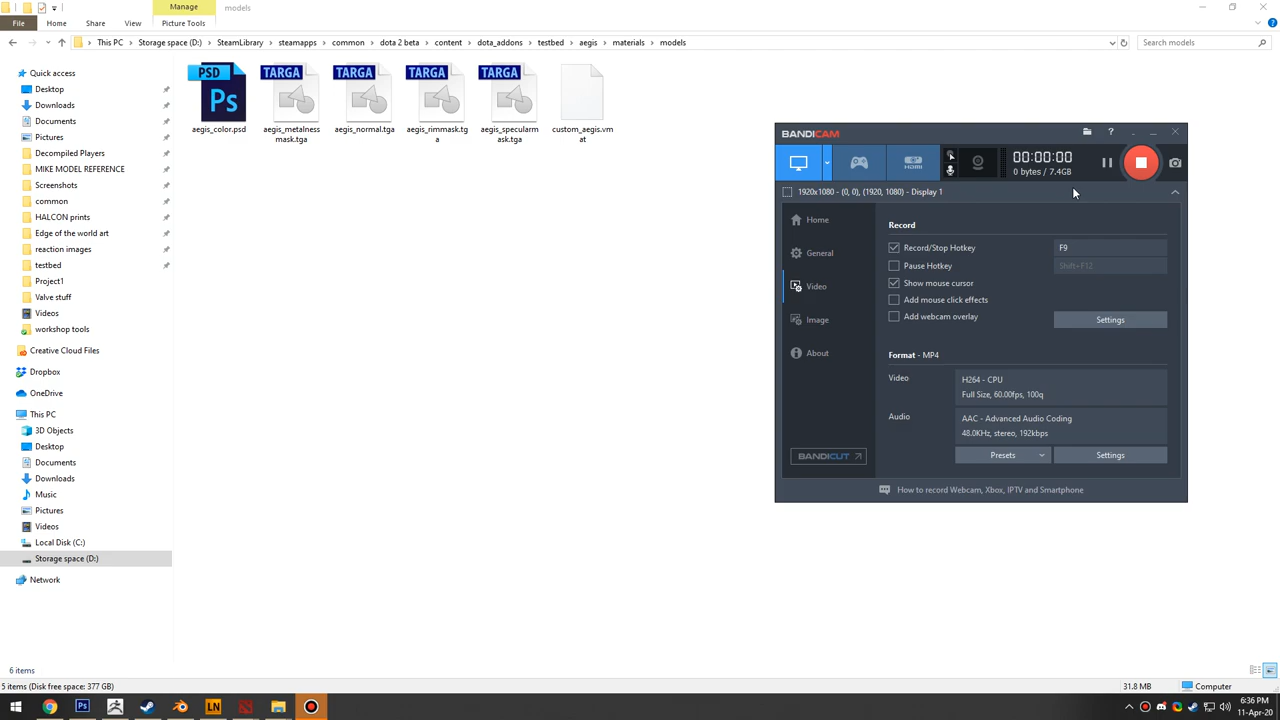 Manage
models
File
Home
Share
View
Picture Tools
This PC
Storage space (D:)
SteamLibrary
steamapps
common
dota 2 beta
content
dota_addons
testbed
aegis
materials
models
Search models
Quick access
Desktop
Downloads
Documents
Pictures
Decompiled Players
MIKE MODEL REFERENCE
Screenshots
common
HALCON prints
Edge of the world art
reaction images
testbed
Project1
Valve stuff
Videos
workshop tools
Creative Cloud Files
Dropbox
OneDrive
This PC
3D Objects
Desktop
Documents
Downloads
Music
Pictures
Videos
Local Disk (C:)
Storage space (D:)
Network
PSD
Ps
aegis_color.psd
TARGA
aegis_metalness
mask.tga
TARGA
aegis_normal.tga
TARGA
aegis_rimmask.tg
a
TARGA
aegis_specularm
ask.tga
custom_aegis.vm
at
BANDICAM
HDMI
00:00:00
0 bytes / 7.4GB
1920x1080 - (0, 0), (1920, 1080) - Display 1
Home
General
Video
Image
About
BANDICUT
Record
Record/Stop Hotkey
F9
Pause Hotkey
Shift+F12
Show mouse cursor
Add mouse click effects
Add webcam overlay
Settings
Format - MP4
Video
H264 - CPU
Full Size, 60.00fps, 100q
Audio
AAC - Advanced Audio Coding
48.0KHz, stereo, 192kbps
Presets
Settings
How to record Webcam, Xbox, IPTV and Smartphone
6 items
5 items (Disk free space: 377 GB)
31.8 MB
Computer
Ps
LN
6:36 PM
11-Apr-20